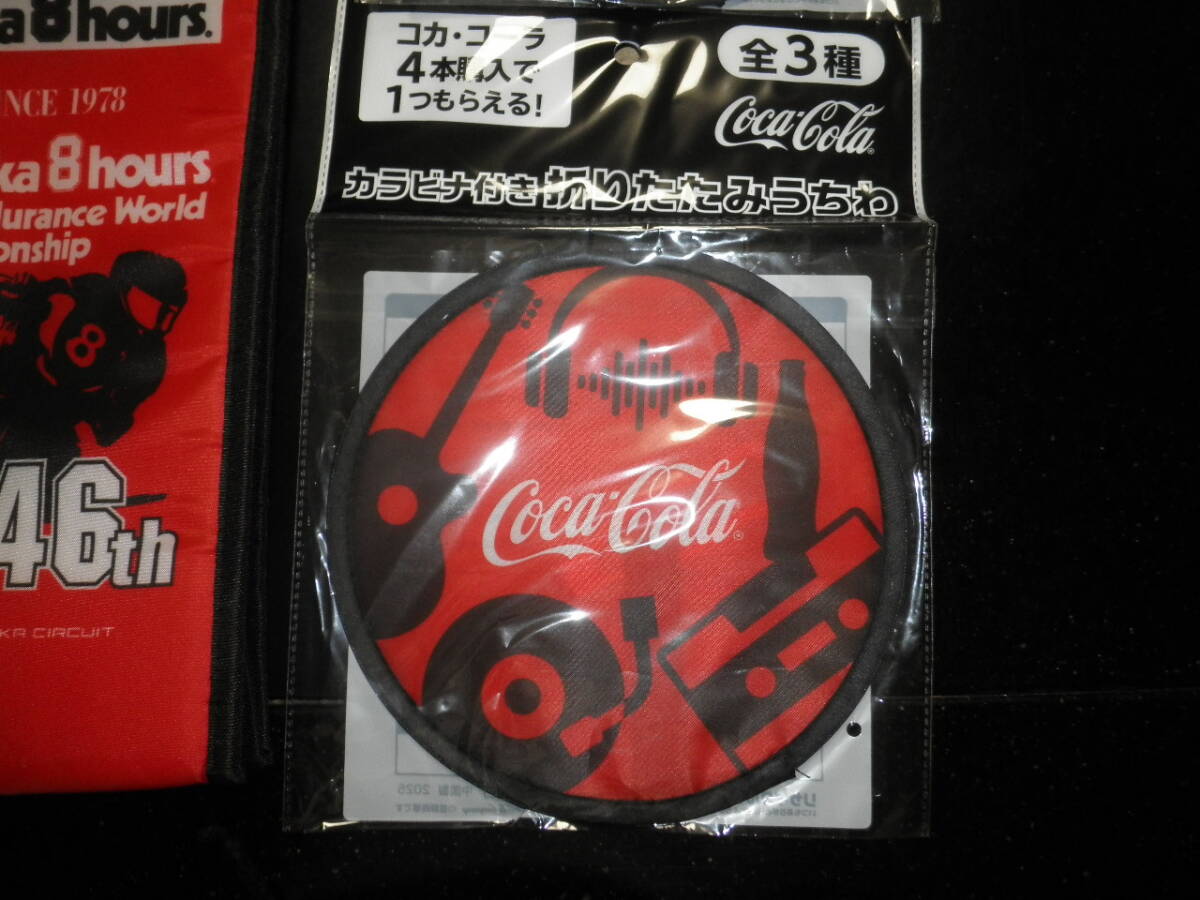 a 8 hours.
INCE 1978
ka 8 hours
durance World
onship
8
46th
KA CIRCUIT
コカ・コーラ
4本購入で
1つもらえる!
全3種
Coca-Cola
カラビナ付き折りたたみうちわ
Coca-Cola